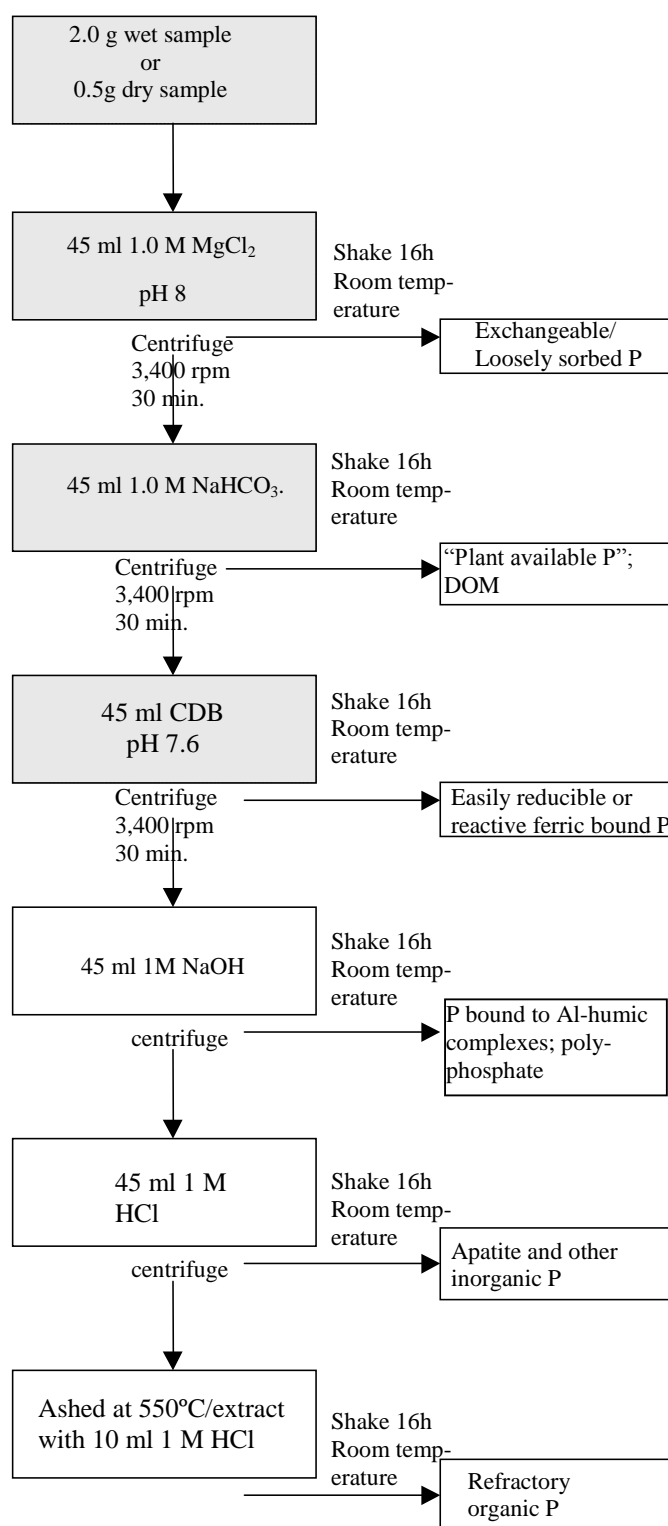 2.0 g wet sample
or
0.5g dry sample
45 ml 1.0 M MgCl₂
pH 8
Shake 16h
Room temp-
erature
Centrifuge
3,400 rpm
30 min.
Exchangeable/
Loosely sorbed P
45 ml 1.0 M NaHCO₃.
Shake 16h
Room temp-
erature
Centrifuge
3,400 rpm
30 min.
“Plant available P”;
DOM
45 ml CDB
pH 7.6
Shake 16h
Room temp-
erature
Centrifuge
3,400 rpm
30 min.
Easily reducible or
reactive ferric bound P
45 ml 1M NaOH
Shake 16h
Room temp-
erature
centrifuge
P bound to Al-humic
complexes; poly-
phosphate
45 ml 1 M
HCl
Shake 16h
Room temp-
erature
centrifuge
Apatite and other
inorganic P
Ashed at 550ºC/extract
with 10 ml 1 M HCl
Shake 16h
Room temp-
erature
Refractory
organic P